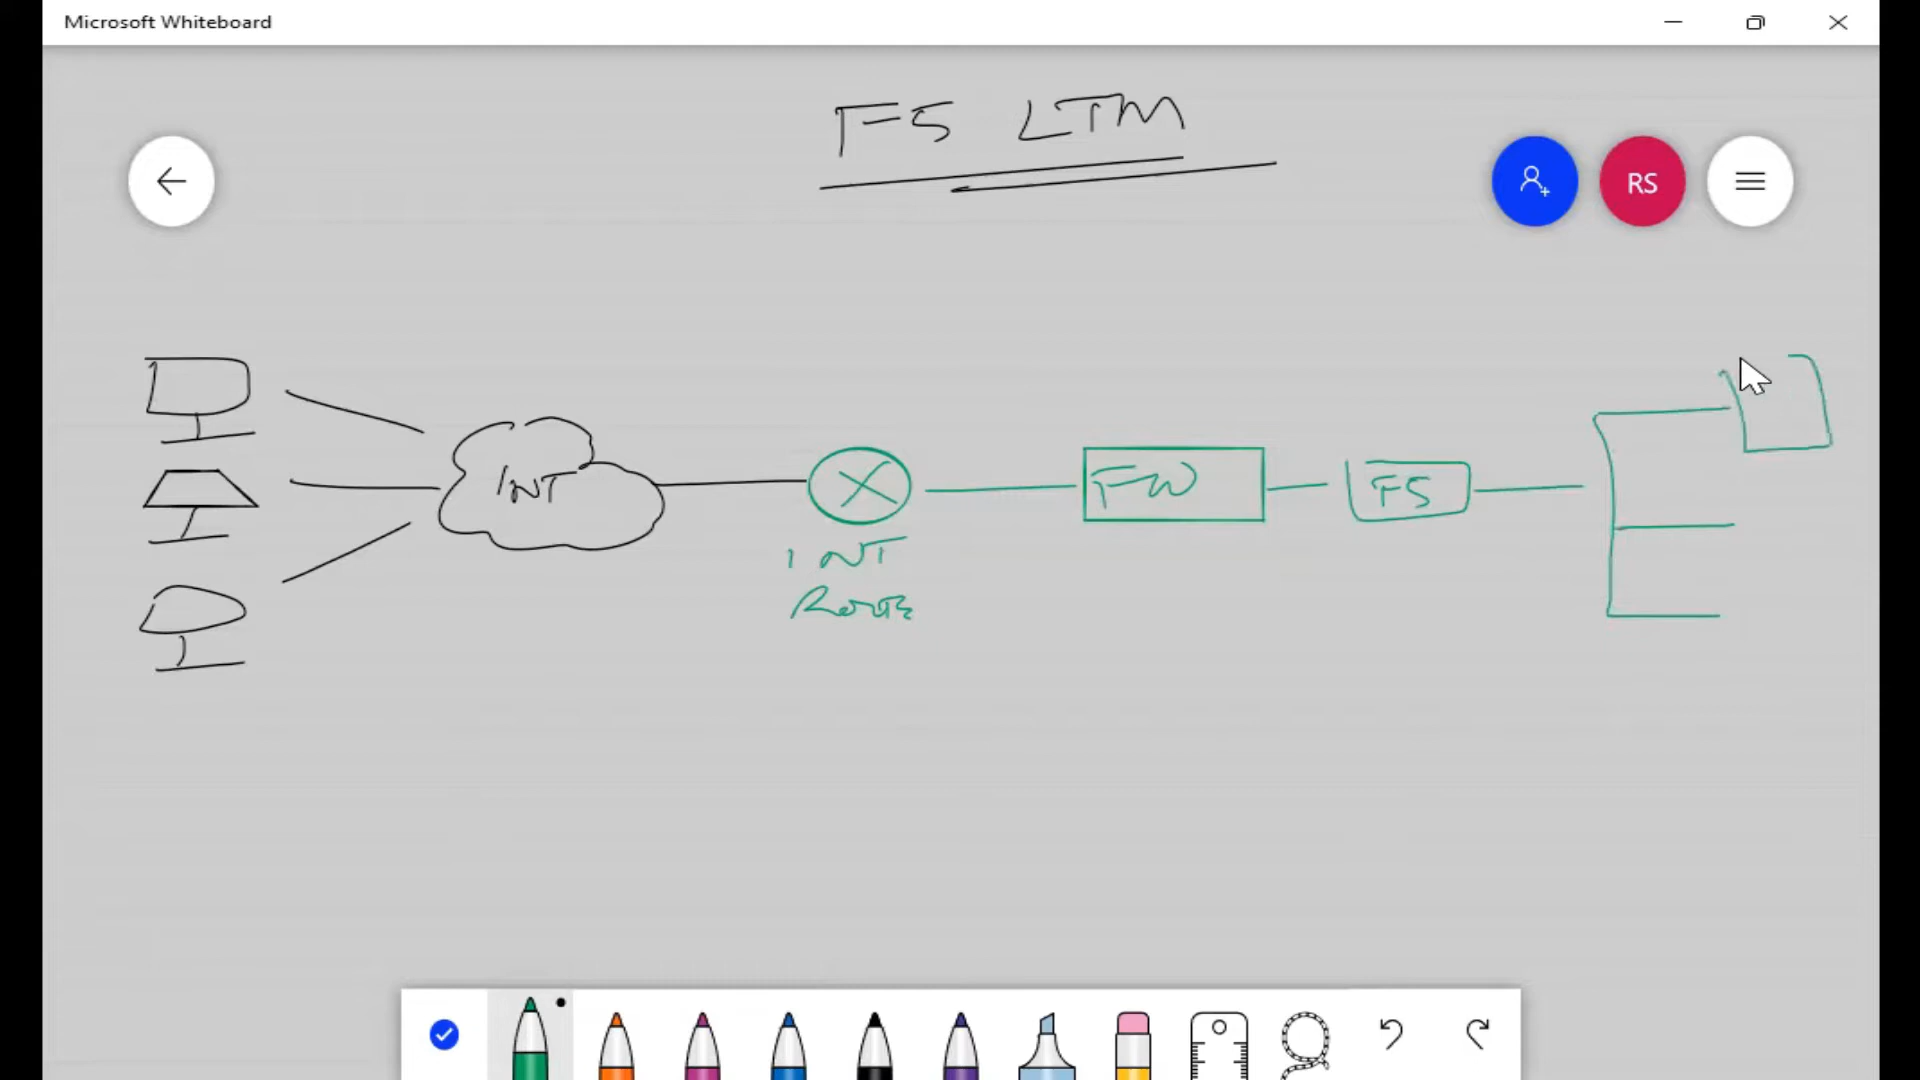 Microsoft Whiteboard
F5 LTM
RS
INT
FW
F5
INT